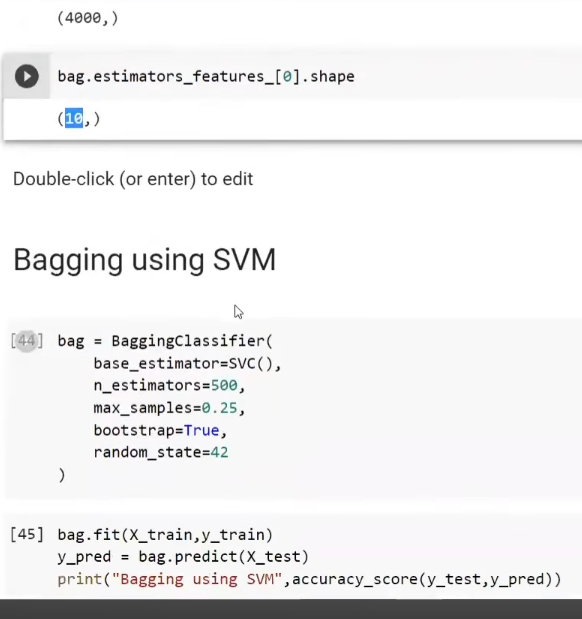 (4000,)
bag.estimators_features_[0].shape
(10,)
Double-click (or enter) to edit
Bagging using SVM
[44] bag = BaggingClassifier(
base_estimator=SVC(),
n_estimators=500,
max_samples=0.25,
bootstrap=True,
random_state=42
)
[45] bag.fit(X_train,y_train)
y_pred = bag.predict(X_test)
print("Bagging using SVM",accuracy_score(y_test,y_pred))